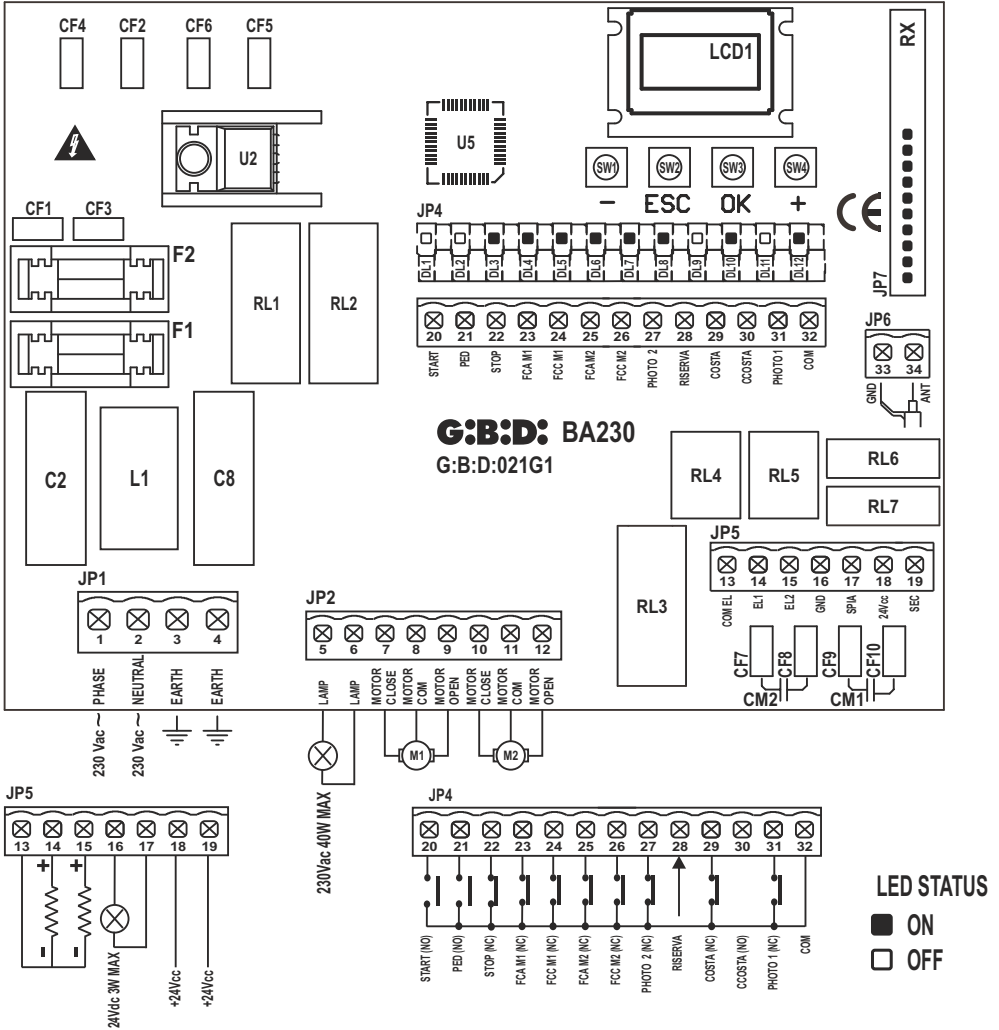 CF4 CF2 CF6 CF5
LCD1
RX
U2
U5
SW1 SW2 SW3 SW4
− ESC OK +
CF1 CF3
JP4
F2
DL1 DL2 DL3 DL4 DL5 DL6 DL7 DL8 DL9 DL10 DL11 DL12
CE
JP7
RL1 RL2
F1
20 21 22 23 24 25 26 27 28 29 30 31 32
START
PED
STOP
FCA M1
FCC M1
FCA M2
FCC M2
PHOTO 2
RISERVA
COSTA
CCOSTA
PHOTO 1
COM
JP6
33 34
GND
ANT
G:B:D: BA230
G:B:D:021G1
C2 L1 C8
RL4 RL5
RL6
RL7
RL3
JP5
13 14 15 16 17 18 19
COM EL
EL1
EL2
GND
SPIA
24Vcc
SEC
CF7 CF8 CF9 CF10
CM2 CM1
JP1
1 2 3 4
230 Vac ~ PHASE
230 Vac ~ NEUTRAL
EARTH
EARTH
JP2
5 6 7 8 9 10 11 12
LAMP
LAMP
MOTOR CLOSE
MOTOR COM
MOTOR OPEN
MOTOR CLOSE
MOTOR COM
MOTOR OPEN
M1 M2
230Vac 40W MAX
JP5
13 14 15 16 17 18 19
+ +
- -
24Vdc 3W MAX
+24Vcc
+24Vcc
JP4
20 21 22 23 24 25 26 27 28 29 30 31 32
START (NO)
PED (NO)
STOP (NC)
FCA M1 (NC)
FCC M1 (NC)
FCA M2 (NC)
FCC M2 (NC)
PHOTO 2 (NC)
RISERVA
COSTA (NC)
CCOSTA (NO)
PHOTO 1 (NC)
COM
LED STATUS
ON
OFF